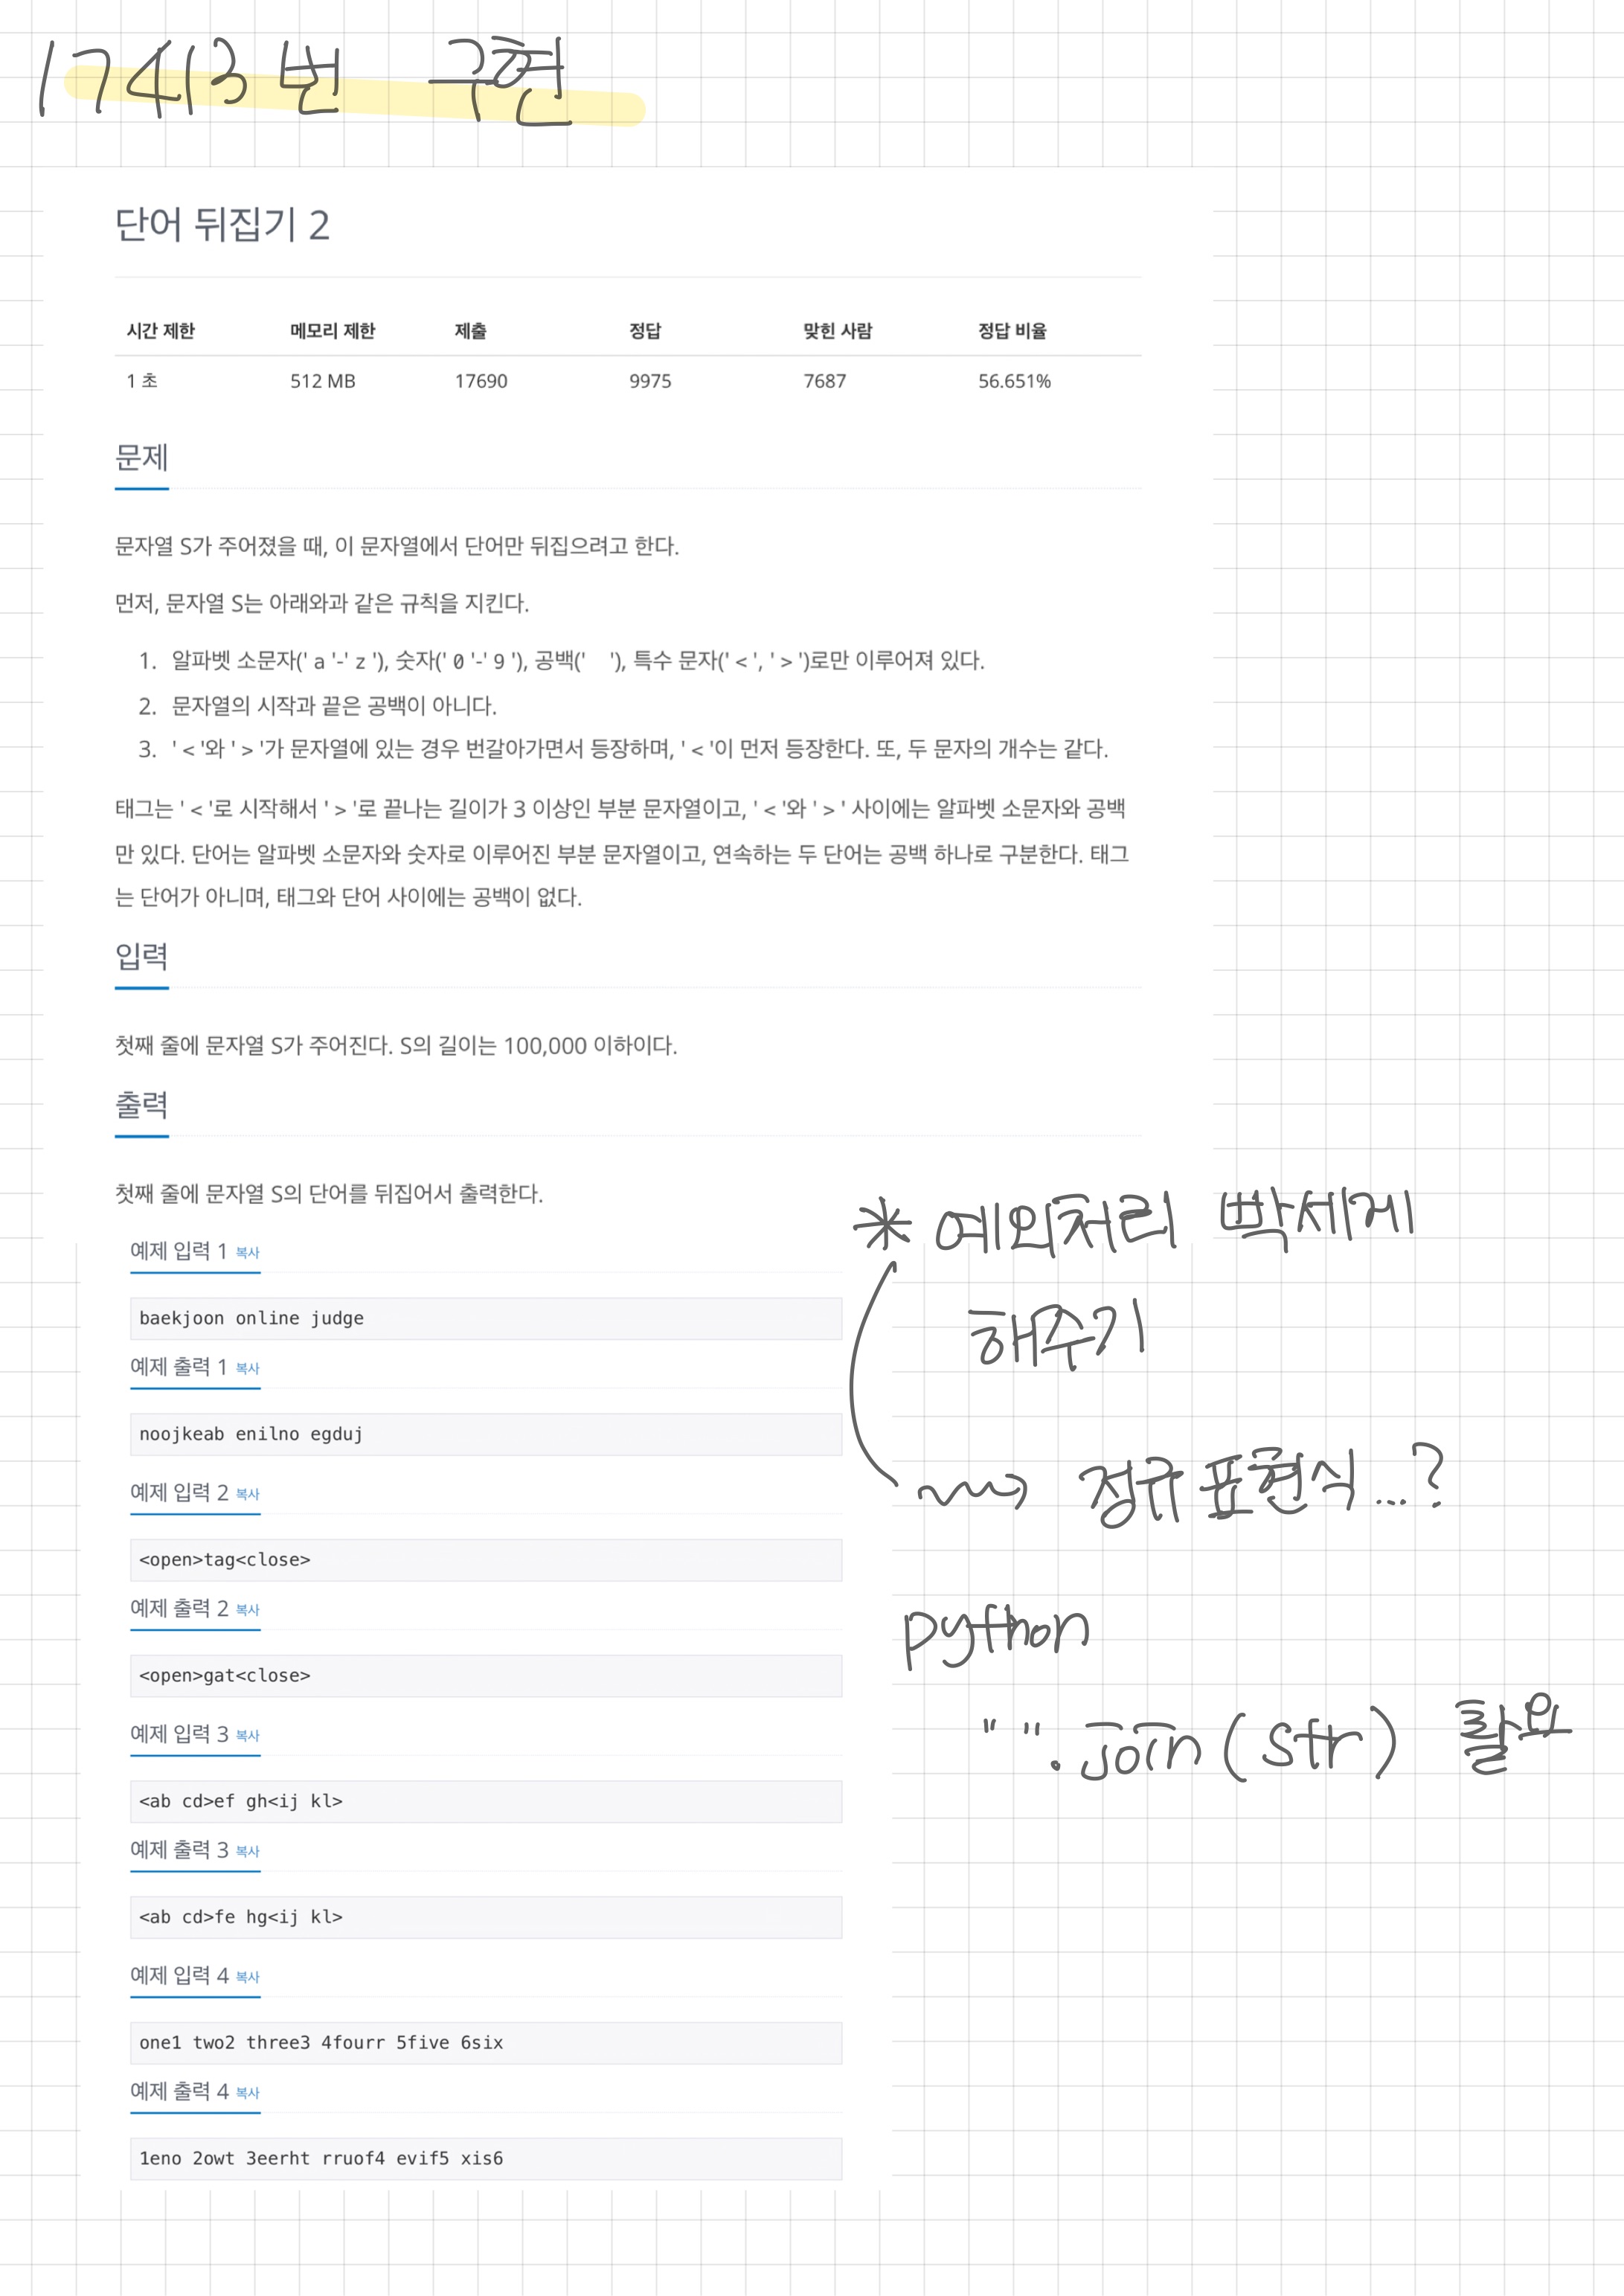 17413번 구현
단어 뒤집기 2
시간 제한 메모리 제한 제출 정답 맞힌 사람 정답 비율
1 초 512 MB 17690 9975 7687 56.651%
문제
문자열 S가 주어졌을 때, 이 문자열에서 단어만 뒤집으려고 한다.
먼저, 문자열 S는 아래와과 같은 규칙을 지킨다.
1. 알파벳 소문자(' a '-' z '), 숫자(' 0 '-' 9 '), 공백('   '), 특수 문자(' < ', ' > ')로만 이루어져 있다.
2. 문자열의 시작과 끝은 공백이 아니다.
3. ' < '와 ' > '가 문자열에 있는 경우 번갈아가면서 등장하며, ' < '이 먼저 등장한다. 또, 두 문자의 개수는 같다.
태그는 ' < '로 시작해서 ' > '로 끝나는 길이가 3 이상인 부분 문자열이고, ' < '와 ' > ' 사이에는 알파벳 소문자와 공백
만 있다. 단어는 알파벳 소문자와 숫자로 이루어진 부분 문자열이고, 연속하는 두 단어는 공백 하나로 구분한다. 태그
는 단어가 아니며, 태그와 단어 사이에는 공백이 없다.
입력
첫째 줄에 문자열 S가 주어진다. S의 길이는 100,000 이하이다.
출력
첫째 줄에 문자열 S의 단어를 뒤집어서 출력한다.
예제 입력 1 복사
baekjoon online judge
예제 출력 1 복사
noojkeab enilno egduj
예제 입력 2 복사
<open>tag<close>
예제 출력 2 복사
<open>gat<close>
예제 입력 3 복사
<ab cd>ef gh<ij kl>
예제 출력 3 복사
<ab cd>fe hg<ij kl>
예제 입력 4 복사
one1 two2 three3 4fourr 5five 6six
예제 출력 4 복사
1eno 2owt 3eerht rruof4 evif5 xis6
* 예외처리 빡세게
해주기
→ 정규 표현식...?
python
" ".join(str) 활용